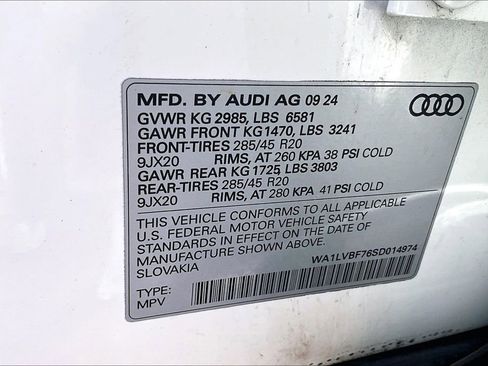 MFD. BY AUDI AG 09 24
GVWR KG 2985, LBS 6581
GAWR FRONT KG1470, LBS 3241
FRONT-TIRES 285/45 R20
9JX20 RIMS, AT 260 KPA 38 PSI COLD
GAWR REAR KG 1725, LBS 3803
REAR-TIRES 285/45 R20
9JX20 RIMS, AT 280 KPA 41 PSI COLD
THIS VEHICLE CONFORMS TO ALL APPLICABLE
U.S. FEDERAL MOTOR VEHICLE SAFETY
STANDARDS IN EFFECT ON THE DATE OF
MANUFACTURE SHOWN ABOVE.
SLOVAKIA
WA1LVBF76SD014974
TYPE:
MPV